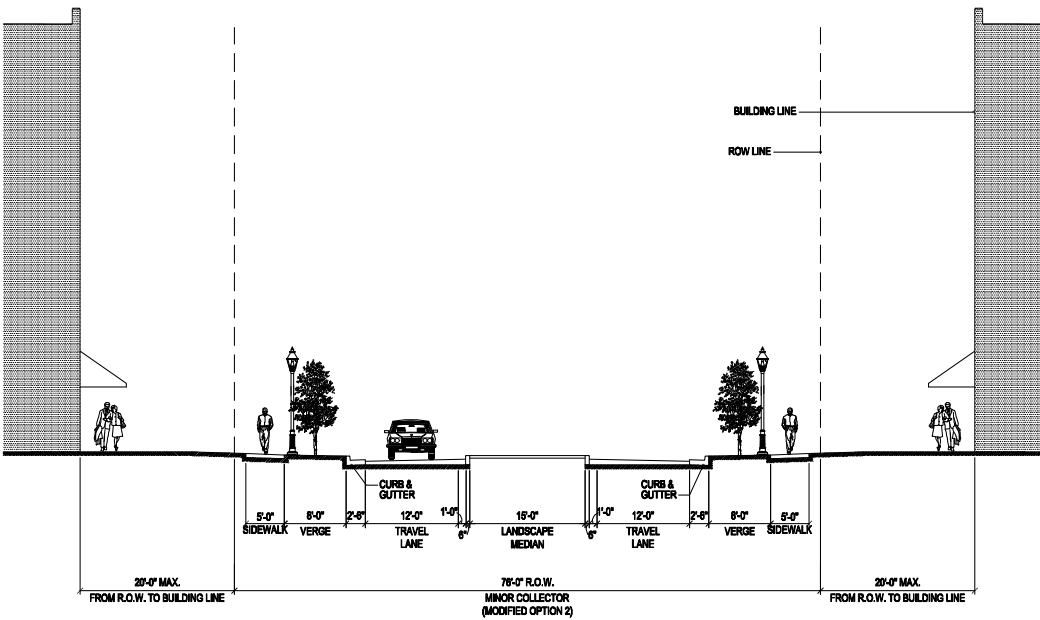 BUILDING LINE
ROW LINE
CURB &
GUTTER
CURB &
GUTTER
5'-0"
SIDEWALK
8'-0"
VERGE
2'-6"
12'-0"
TRAVEL
LANE
1'-0"
6"
15'-0"
LANDSCAPE
MEDIAN
6"
1'-0"
12'-0"
TRAVEL
LANE
2'-6"
8'-0"
VERGE
5'-0"
SIDEWALK
20'-0" MAX.
FROM R.O.W. TO BUILDING LINE
76'-0" R.O.W.
MINOR COLLECTOR
(MODIFIED OPTION 2)
20'-0" MAX.
FROM R.O.W. TO BUILDING LINE